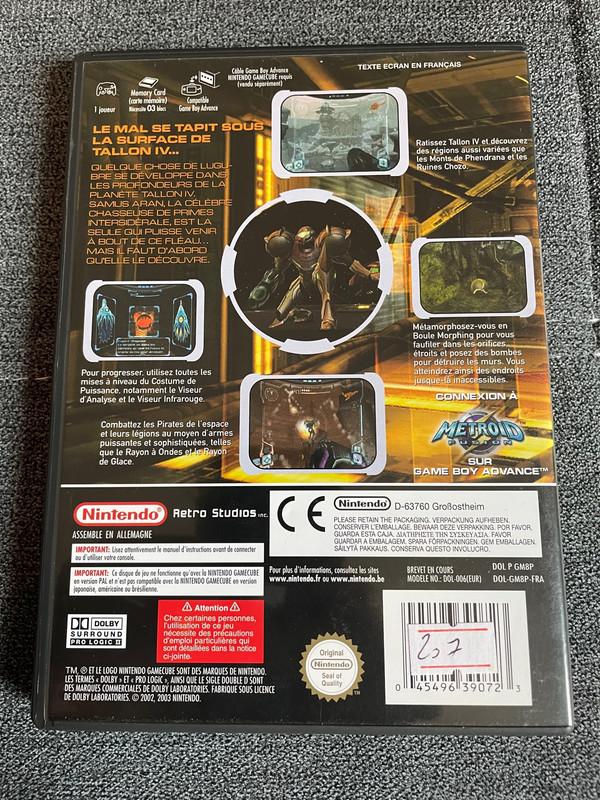 TEXTE ECRAN EN FRANÇAIS
Câble Game Boy Advance
NINTENDO GAMECUBE requis
(vendu séparément)
1 joueur
Memory Card
(carte mémoire)
Nécessite 03 blocs
Compatible
Game Boy Advance
LE MAL SE TAPIT SOUS
LA SURFACE DE
TALLON IV...
QUELQUE CHOSE DE LUGU-
BRE SE DÉVELOPPE DANS
LES PROFONDEURS DE LA
PLANÈTE TALLON IV.
SAMUS ARAN, LA CÉLÈBRE
CHASSEUSE DE PRIMES
INTERSIDÉRALE, EST LA
SEULE QUI PUISSE VENIR
À BOUT DE CE FLÉAU...
MAIS IL FAUT D'ABORD
QU'ELLE LE DÉCOUVRE.
Ratissez Tallon IV et découvrez
des régions aussi variées que
les Monts de Phendrana et les
Ruines Chozo.
Métamorphosez-vous en
Boule Morphing pour vous
faufiler dans les orifices
étroits et posez des bombes
pour détruire les murs. Vous
atteindrez ainsi des endroits
jusque-là inaccessibles.
Pour progresser, utilisez toutes les
mises à niveau du Costume de
Puissance, notamment le Viseur
d'Analyse et le Viseur Infrarouge.
Combattez les Pirates de l'espace
et leurs légions au moyen d'armes
puissantes et sophistiquées, telles
que le Rayon à Ondes et le Rayon
de Glace.
CONNEXION À
METROID
FUSION
SUR
GAME BOY ADVANCE™
Nintendo
Retro Studios INC.
ASSEMBLE EN ALLEMAGNE
IMPORTANT: Lisez attentivement le manuel d'instructions avant de connecter
ou d'utiliser votre console.
IMPORTANT: Ce disque de jeu ne fonctionne qu'avec la NINTENDO GAMECUBE
en version PAL et n'est pas compatible avec la NINTENDO GAMECUBE en version
japonaise, américaine ou brésilienne.
CE
Nintendo D-63760 Großostheim
PLEASE RETAIN THE PACKAGING. VERPACKUNG AUFHEBEN.
CONSERVER L'EMBALLAGE. BEWAAR DEZE VERPAKKING. POR FAVOR,
GUARDA ESTA CAJA. ΔΙΑΤΗΡΗΣΤΕ ΤΗΝ ΣΥΣΚΕΥΑΣΙΑ. FAVOR
GUARDAR A EMBALAGEM. SPARA FÖRPACKNINGEN. GEM EMBALLAGEN.
SÄILYTÄ PAKKAUS. CONSERVA QUESTO INVOLUCRO.
Pour plus d'informations, consultez les sites
www.nintendo.fr ou www.nintendo.be
BREVET EN COURS
MODELE NO.: DOL-006(EUR)
DOL P GM8P
DOL-GM8P-FRA
DOLBY
SURROUND
PRO LOGIC II
Attention
Chez certaines personnes,
l'utilisation de ce jeu
nécessite des précautions
d'emploi particulières qui
sont détaillées dans la notice
ci-jointe.
Original
Nintendo
Seal of
Quality
2,7
0 45496 39072 3
TM, ® ET LE LOGO NINTENDO GAMECUBE SONT DES MARQUES DE NINTENDO.
LES TERMES « DOLBY » ET « PRO LOGIC », AINSI QUE LE SIGLE DOUBLE D SONT
DES MARQUES COMMERCIALES DE DOLBY LABORATORIES. FABRIQUE SOUS LICENCE
DE DOLBY LABORATORIES. © 2002, 2003 NINTENDO.